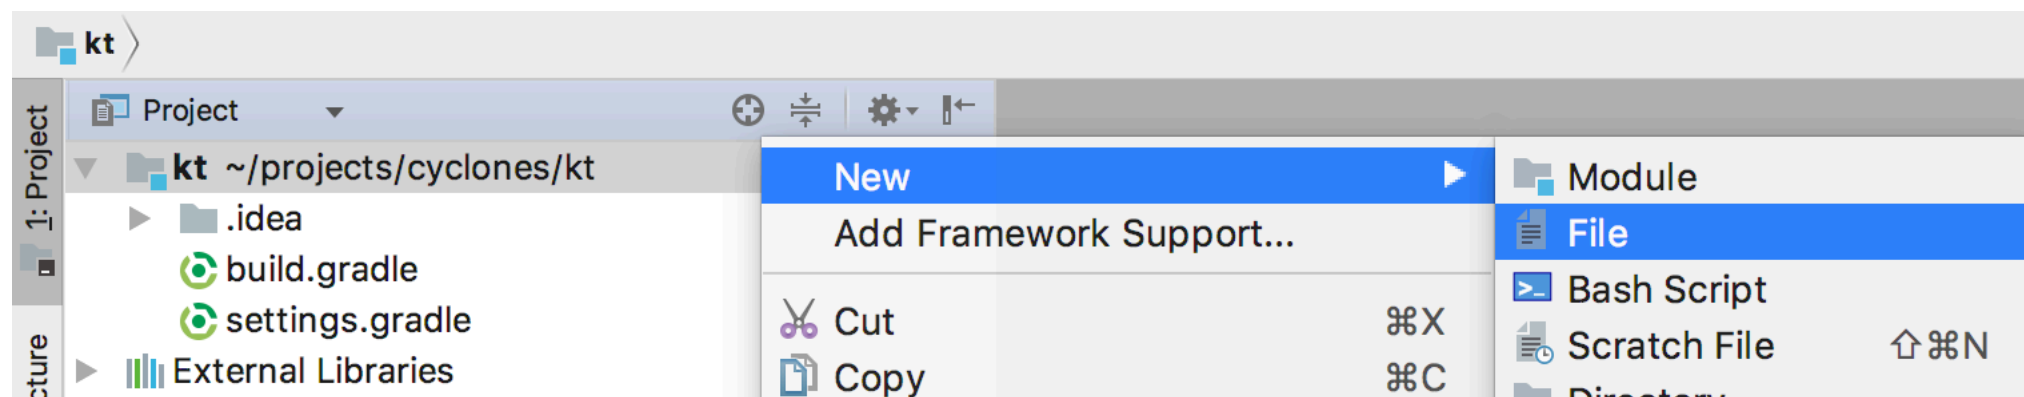 kt
1: Project
Project
kt ~/projects/cyclones/kt
.idea
build.gradle
settings.gradle
External Libraries
New
Add Framework Support...
Cut ⌘X
Copy ⌘C
Module
File
Bash Script
Scratch File ⇧⌘N
Directory